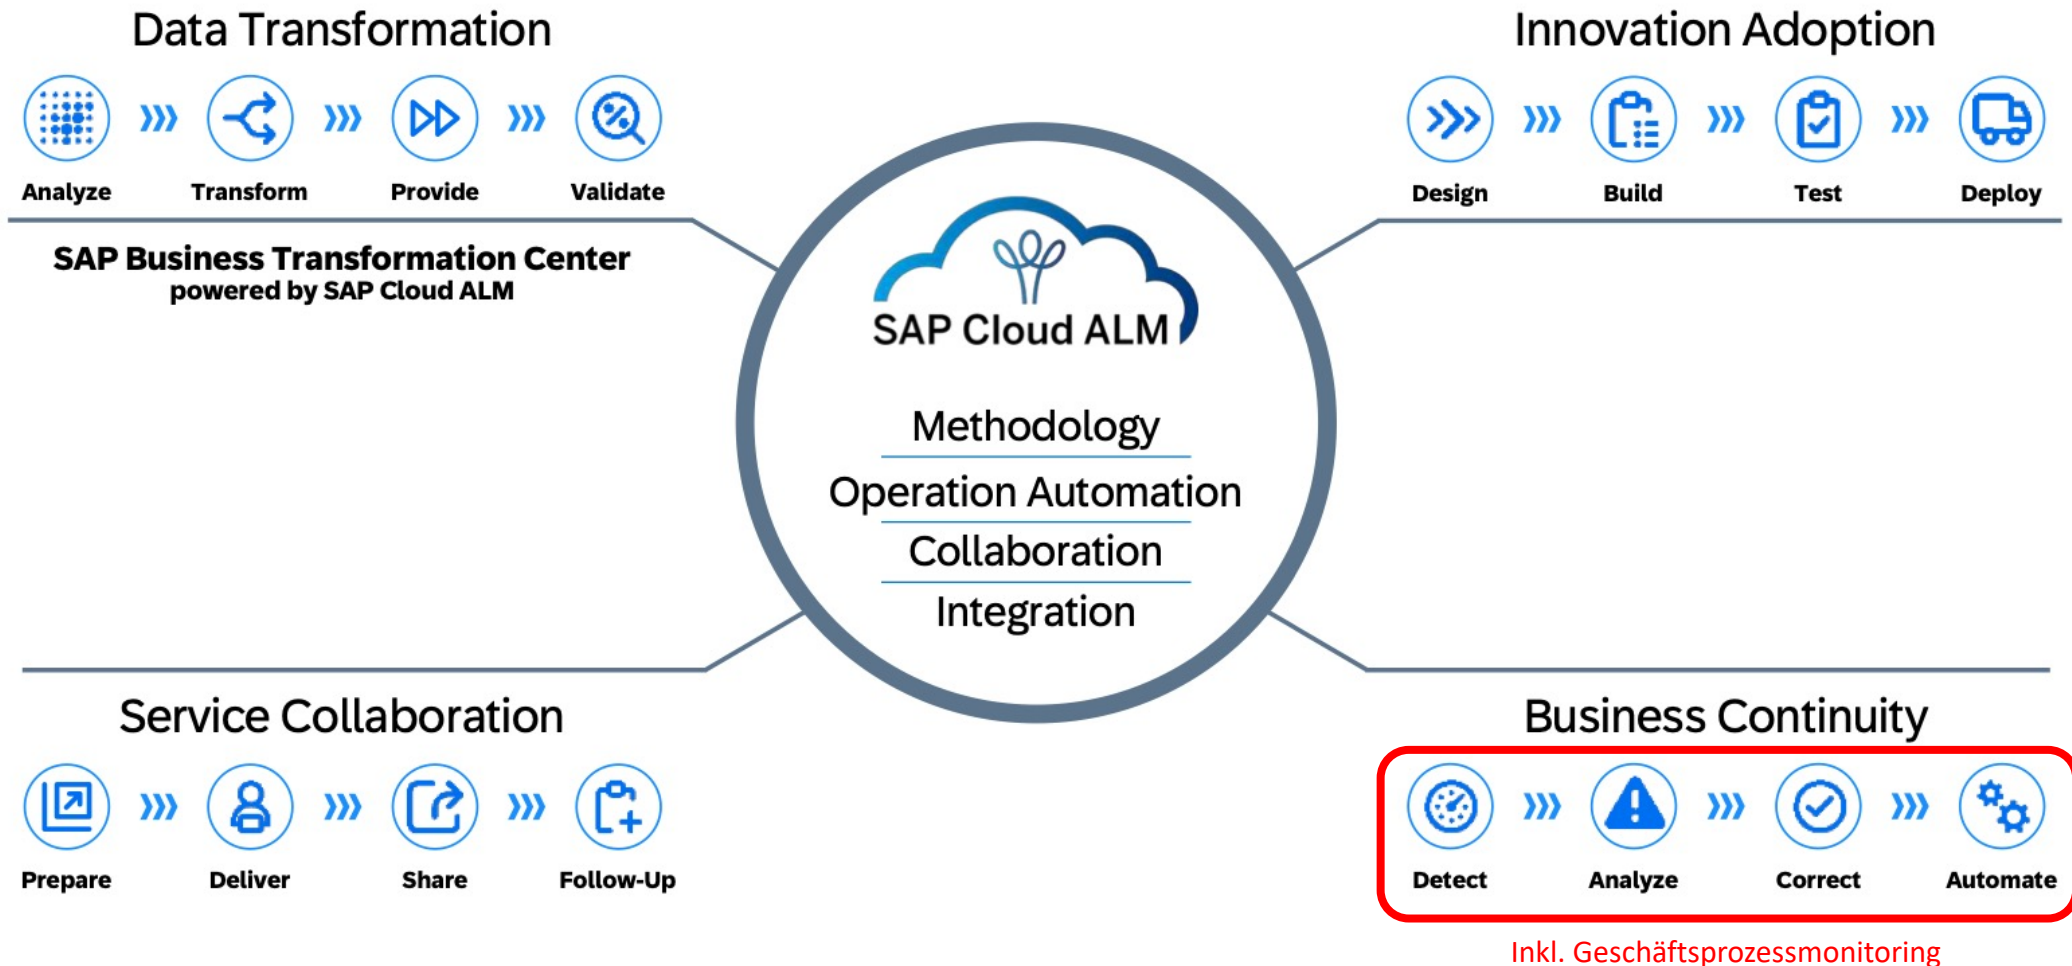 Data Transformation
Analyze
Transform
Provide
Validate
SAP Business Transformation Center
powered by SAP Cloud ALM
Innovation Adoption
Design
Build
Test
Deploy
SAP Cloud ALM
Methodology
Operation Automation
Collaboration
Integration
Service Collaboration
Prepare
Deliver
Share
Follow-Up
Business Continuity
Detect
Analyze
Correct
Automate
Inkl. Geschäftsprozessmonitoring